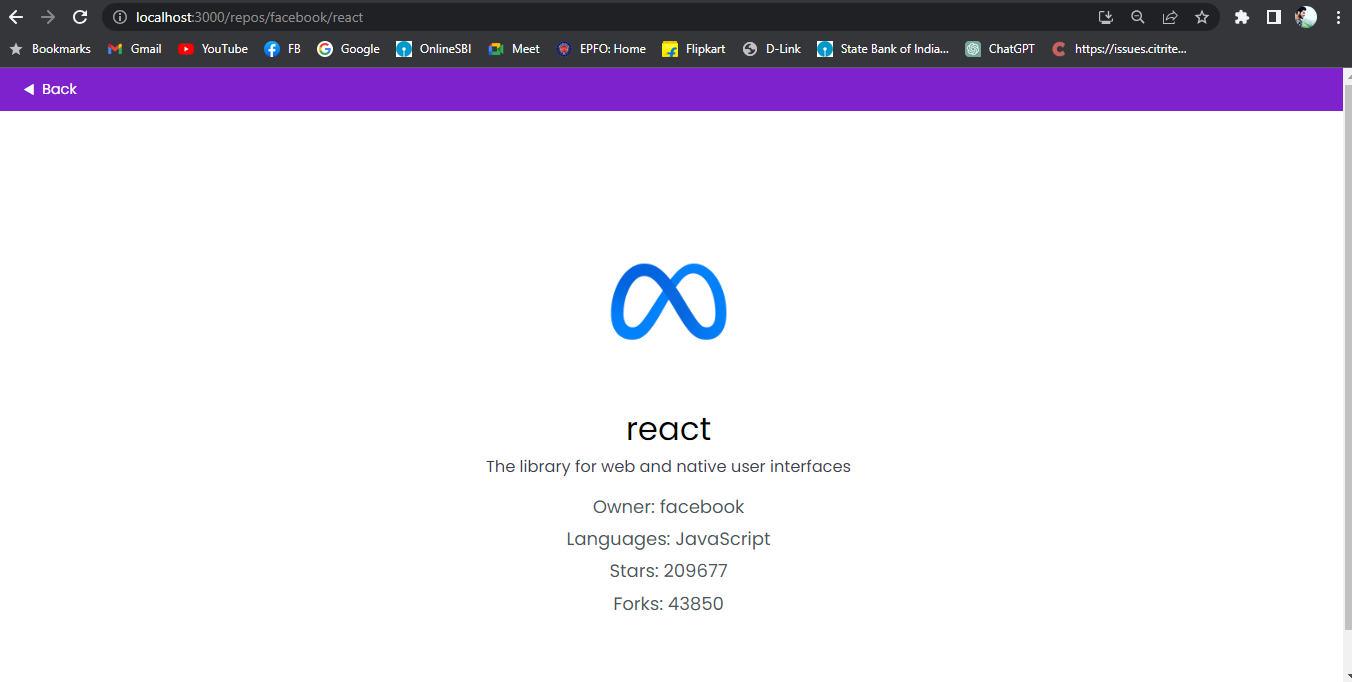 localhost:3000/repos/facebook/react
Bookmarks Gmail YouTube FB Google OnlineSBI Meet EPFO: Home Flipkart D-Link State Bank of India... ChatGPT https://issues.citrite...
Back
react
The library for web and native user interfaces
Owner: facebook
Languages: JavaScript
Stars: 209677
Forks: 43850